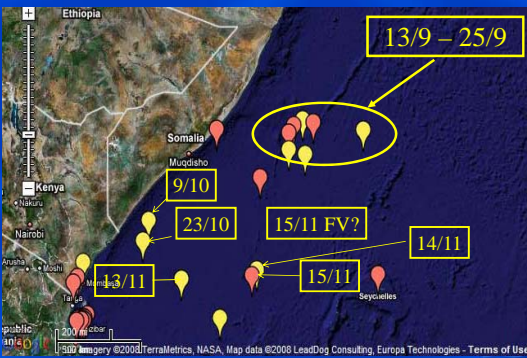 Ethiopia
13/9 – 25/9
Somalia
Muqdisho
Kenya
Nakuru
Nairobi
9/10
23/10
15/11 FV?
14/11
Arusha
Moshi
Mombasa
13/11
15/11
Seychelles
Tanga
zibar
200 mi
Imagery ©2008 TerraMetrics, NASA, Map data ©2008 LeadDog Consulting, Europa Technologies - Terms of Use